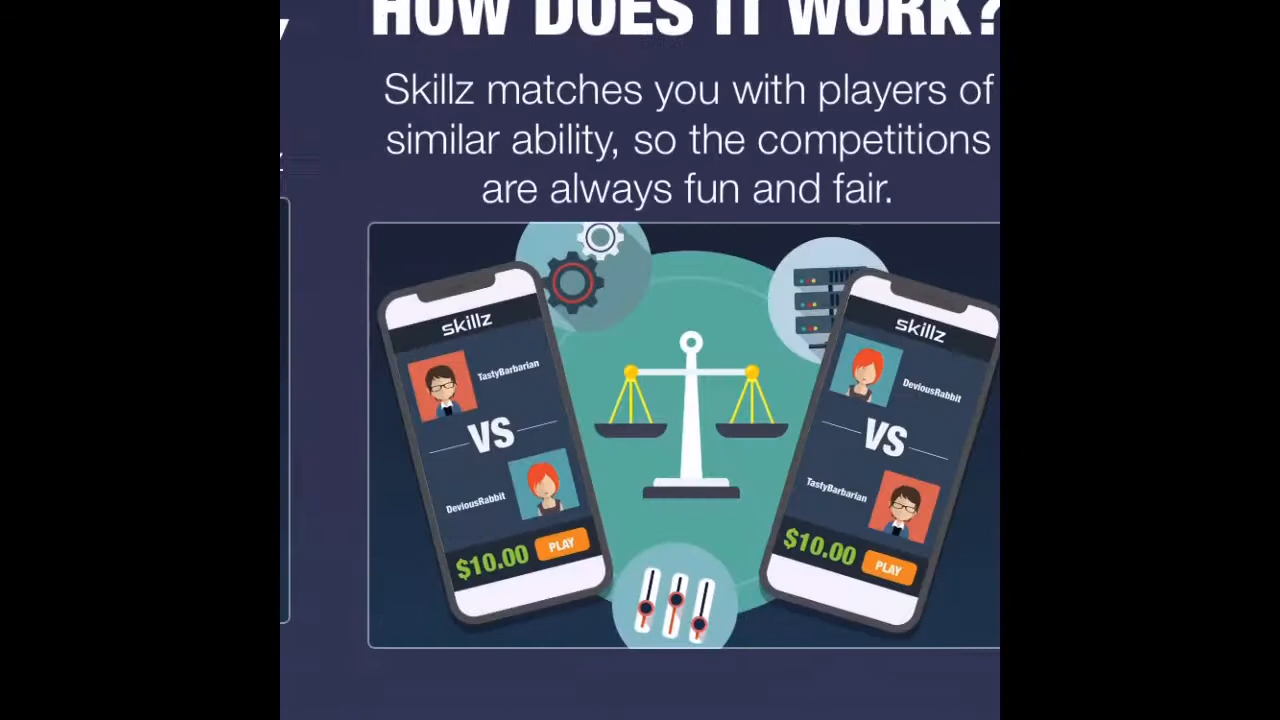 HOW DOES IT WORK?
Skillz matches you with players of
similar ability, so the competitions
are always fun and fair.
skillz
TastyBarbarian
VS
DeviousRabbit
$10.00 PLAY
skillz
DeviousRabbit
VS
TastyBarbarian
$10.00 PLAY